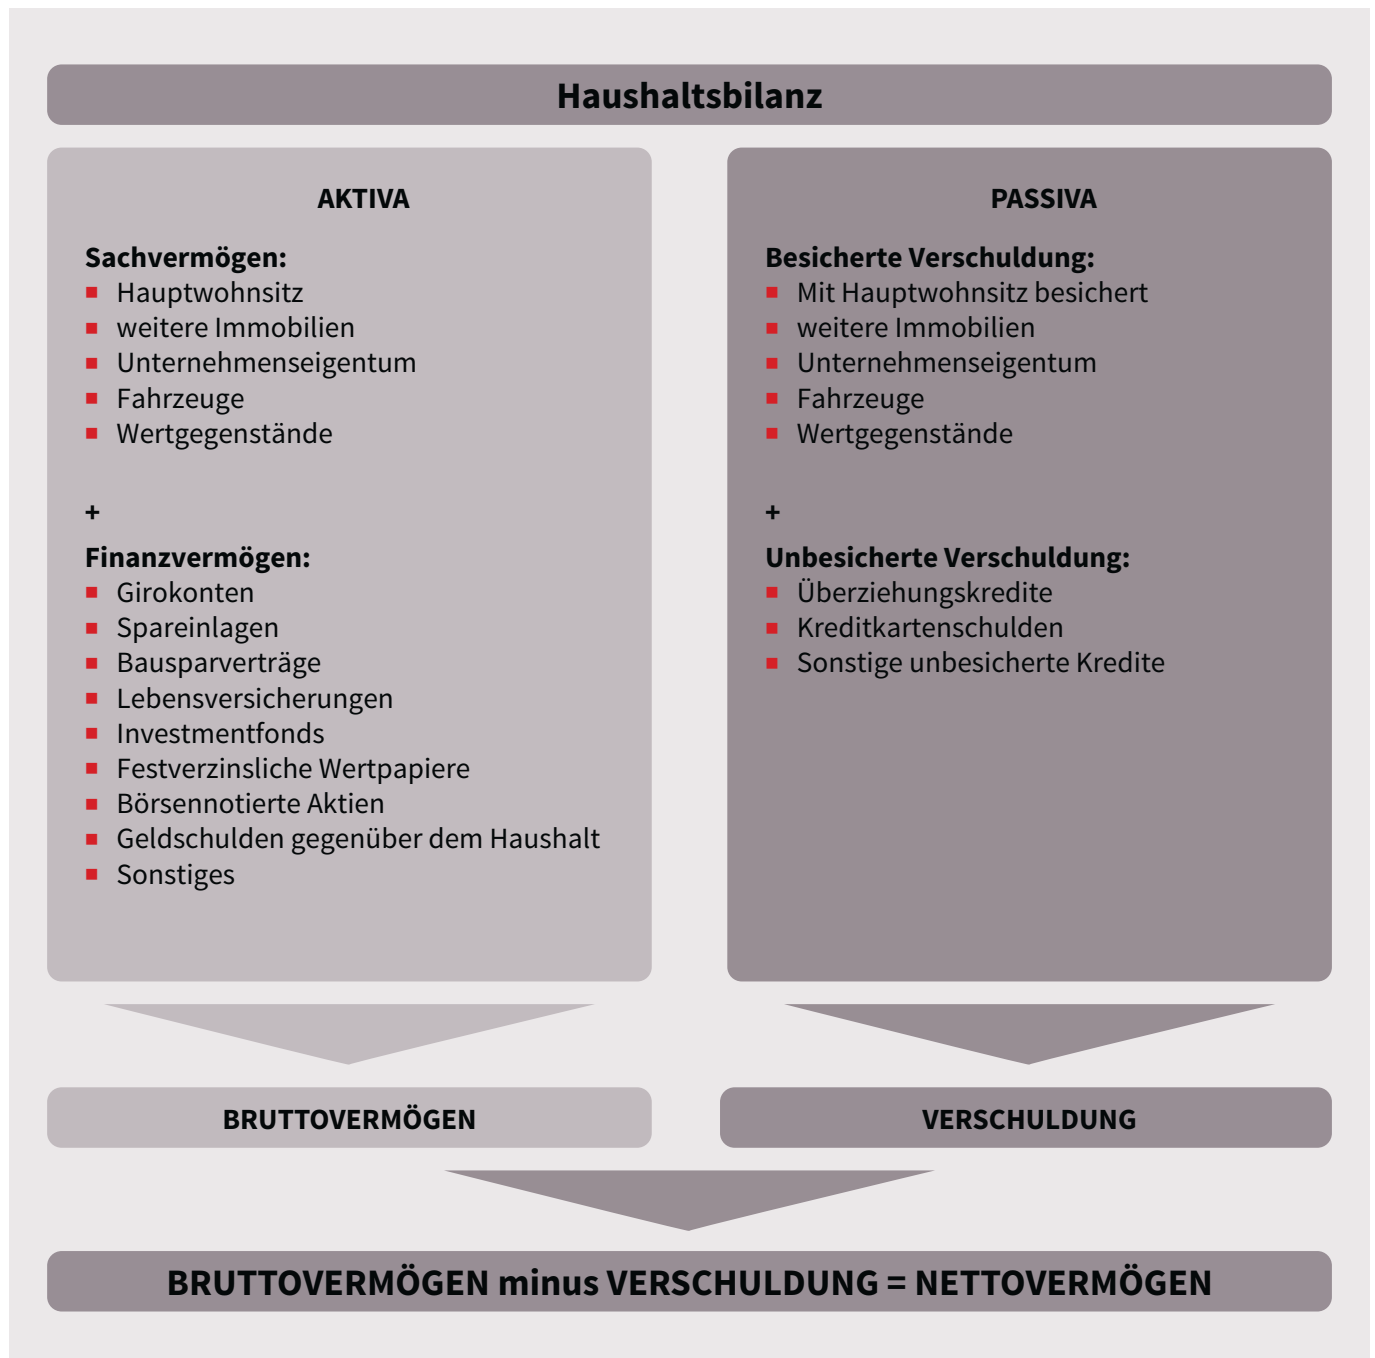 Haushaltsbilanz
AKTIVA
Sachvermögen:
Hauptwohnsitz
weitere Immobilien
Unternehmenseigentum
Fahrzeuge
Wertgegenstände
+
Finanzvermögen:
Girokonten
Spareinlagen
Bausparverträge
Lebensversicherungen
Investmentfonds
Festverzinsliche Wertpapiere
Börsennotierte Aktien
Geldschulden gegenüber dem Haushalt
Sonstiges
PASSIVA
Besicherte Verschuldung:
Mit Hauptwohnsitz besichert
weitere Immobilien
Unternehmenseigentum
Fahrzeuge
Wertgegenstände
+
Unbesicherte Verschuldung:
Überziehungskredite
Kreditkartenschulden
Sonstige unbesicherte Kredite
BRUTTOVERMÖGEN
VERSCHULDUNG
BRUTTOVERMÖGEN minus VERSCHULDUNG = NETTOVERMÖGEN